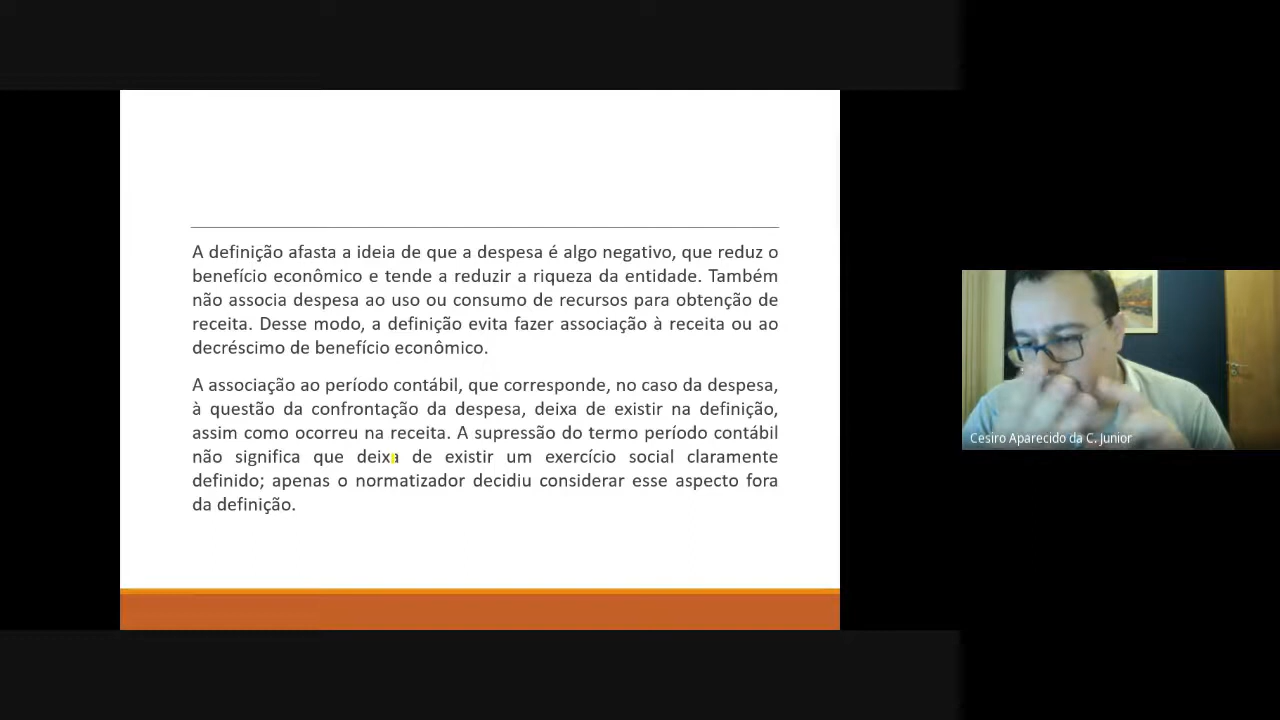 A definição afasta a ideia de que a despesa é algo negativo, que reduz o
benefício econômico e tende a reduzir a riqueza da entidade. Também
não associa despesa ao uso ou consumo de recursos para obtenção de
receita. Desse modo, a definição evita fazer associação à receita ou ao
decréscimo de benefício econômico.
A associação ao período contábil, que corresponde, no caso da despesa,
à questão da confrontação da despesa, deixa de existir na definição,
assim como ocorreu na receita. A supressão do termo período contábil
não significa que deixa de existir um exercício social claramente
definido; apenas o normatizador decidiu considerar esse aspecto fora
da definição.
Cesiro Aparecido da C. Junior